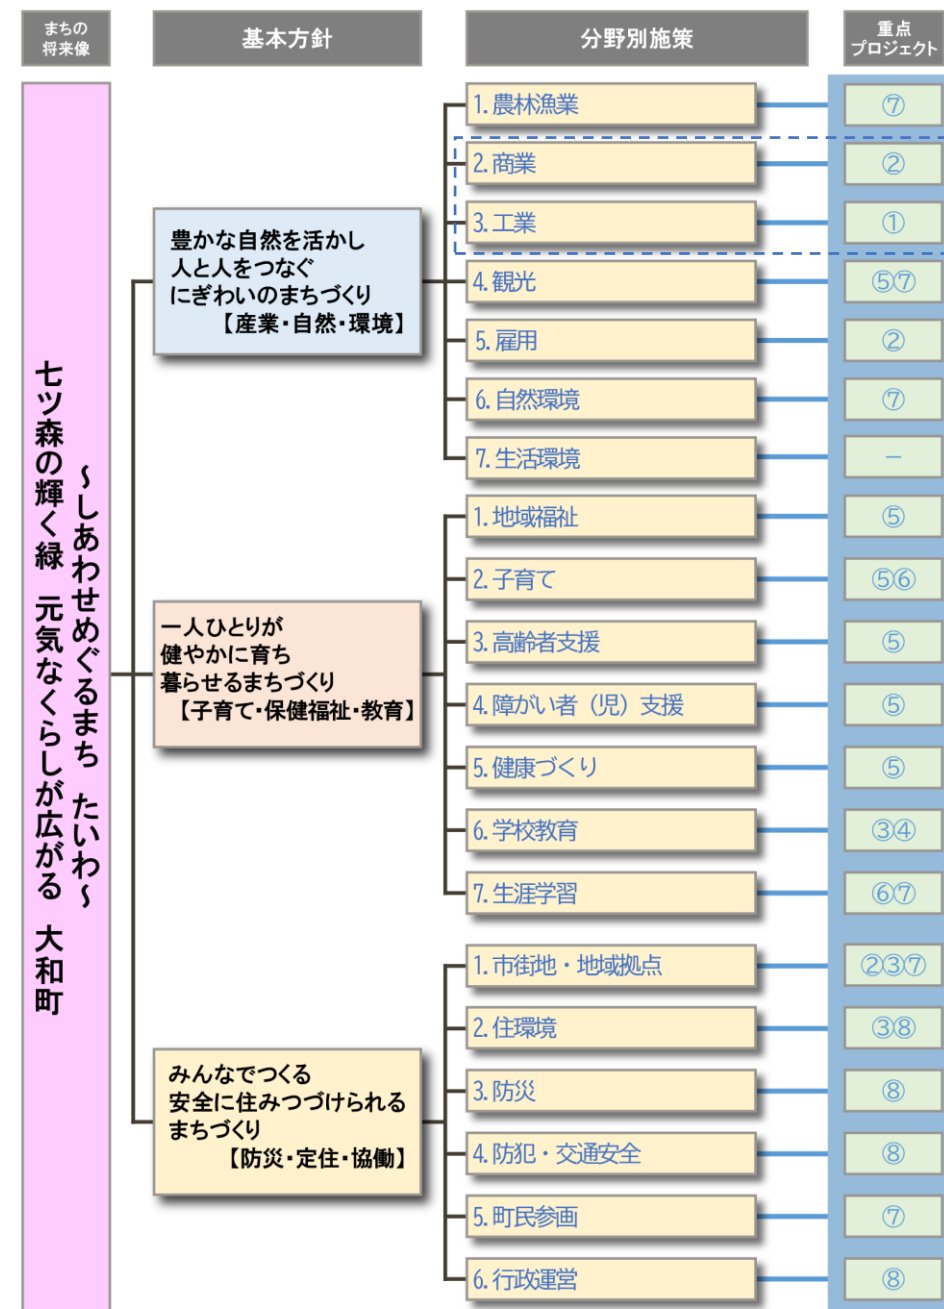 まちの
将来像
基本方針
分野別施策
重点
プロジェクト
七ツ森の輝く緑 元気なくらしが広がる 大和町
~しあわせめぐるまち たいわ~
豊かな自然を活かし
人と人をつなぐ
にぎわいのまちづくり
【産業・自然・環境】
1. 農林漁業
⑦
2. 商業
②
3. 工業
①
4. 観光
⑤⑦
5. 雇用
②
6. 自然環境
⑦
7. 生活環境
－
一人ひとりが
健やかに育ち
暮らせるまちづくり
【子育て・保健福祉・教育】
1. 地域福祉
⑤
2. 子育て
⑤⑥
3. 高齢者支援
⑤
4. 障がい者（児）支援
⑤
5. 健康づくり
⑤
6. 学校教育
③④
7. 生涯学習
⑥⑦
みんなでつくる
安全に住みつづけられる
まちづくり
【防災・定住・協働】
1. 市街地・地域拠点
②③⑦
2. 住環境
③⑧
3. 防災
⑧
4. 防犯・交通安全
⑧
5. 町民参画
⑦
6. 行政運営
⑧